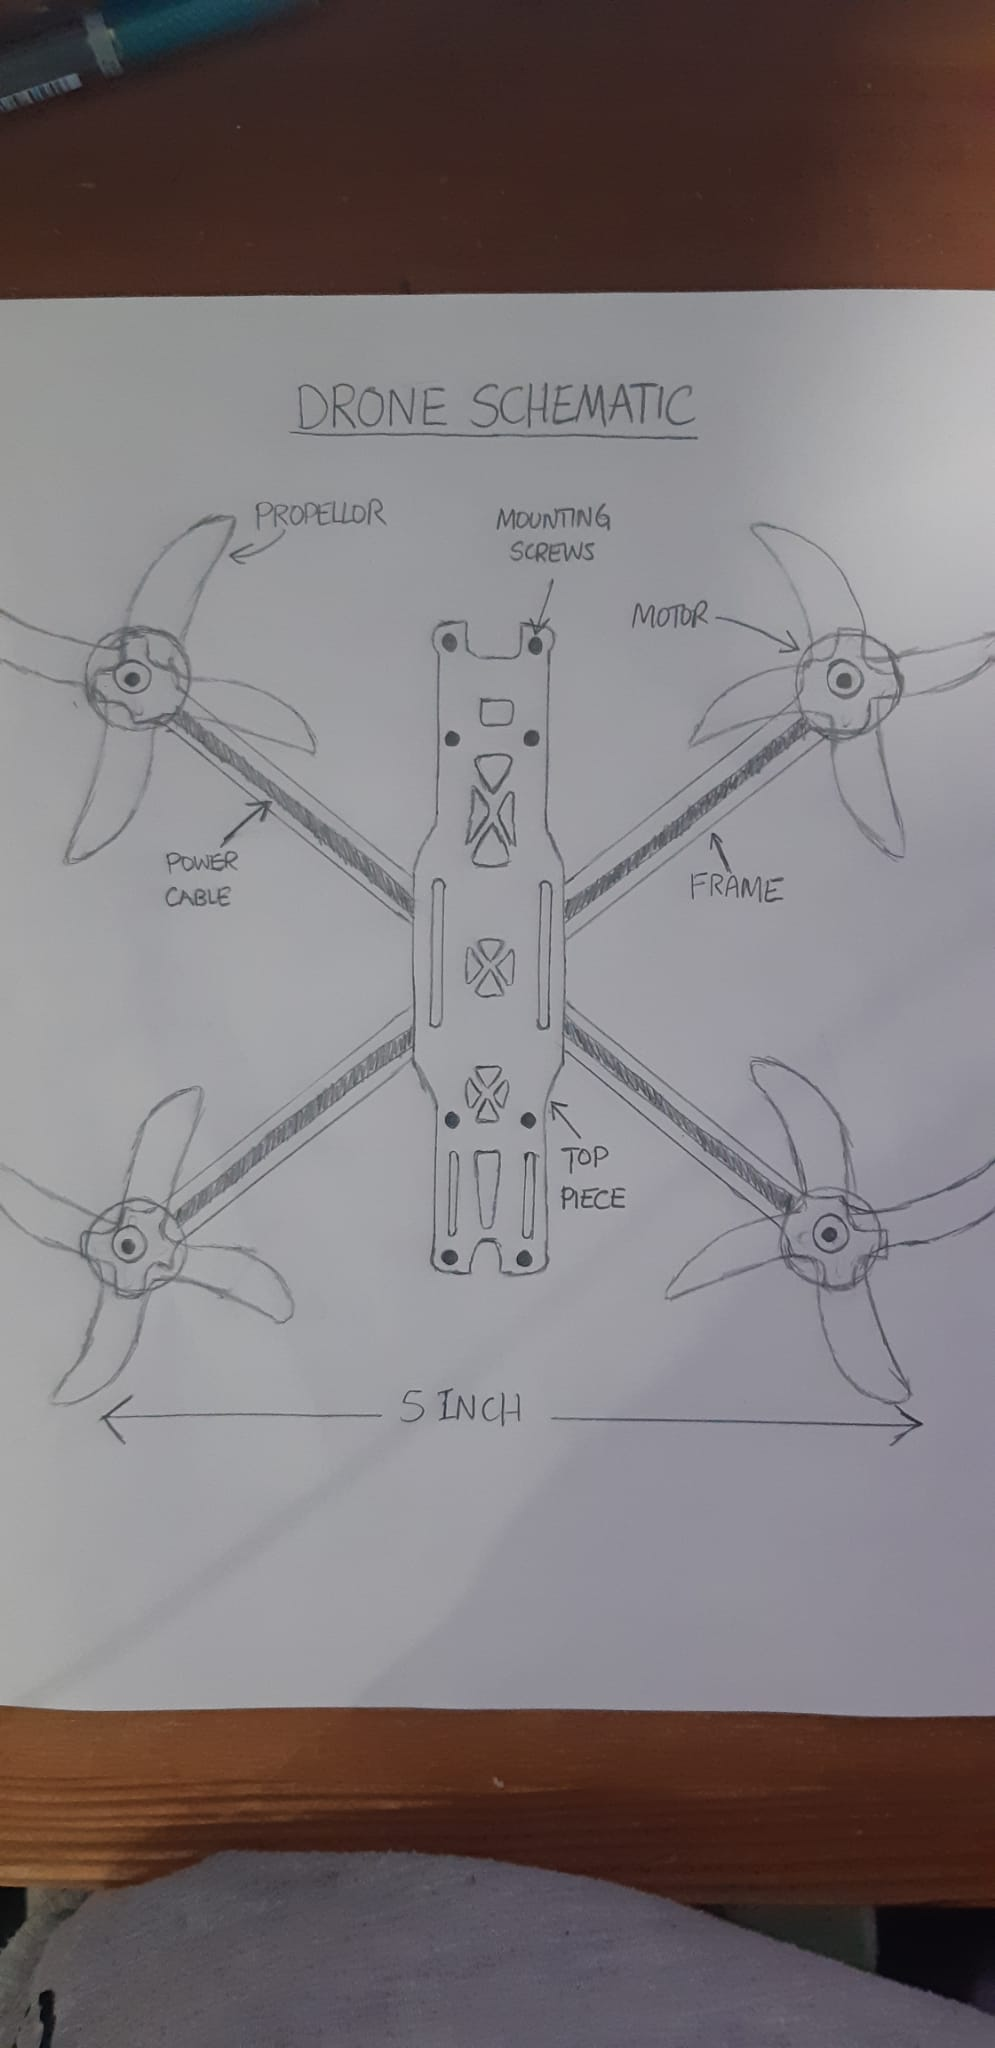 DRONE SCHEMATIC
PROPELLOR
MOUNTING
SCREWS
MOTOR
POWER
CABLE
FRAME
TOP
PIECE
5 INCH